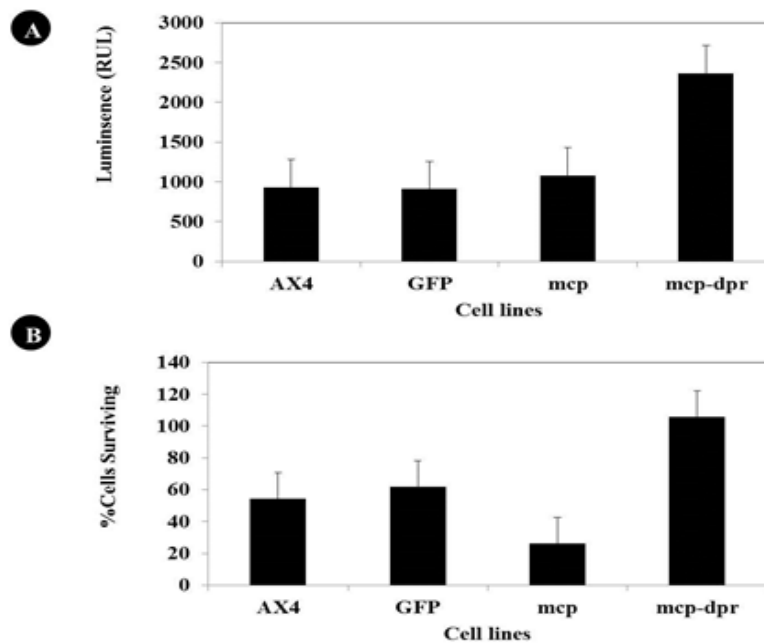 A
Luminsence (RUL)
3000
2500
2000
1500
1000
500
0
AX4 GFP mcp mcp-dpr
Cell lines
B
%Cells Surviving
140
120
100
80
60
40
20
0
AX4 GFP mcp mcp-dpr
Cell lines